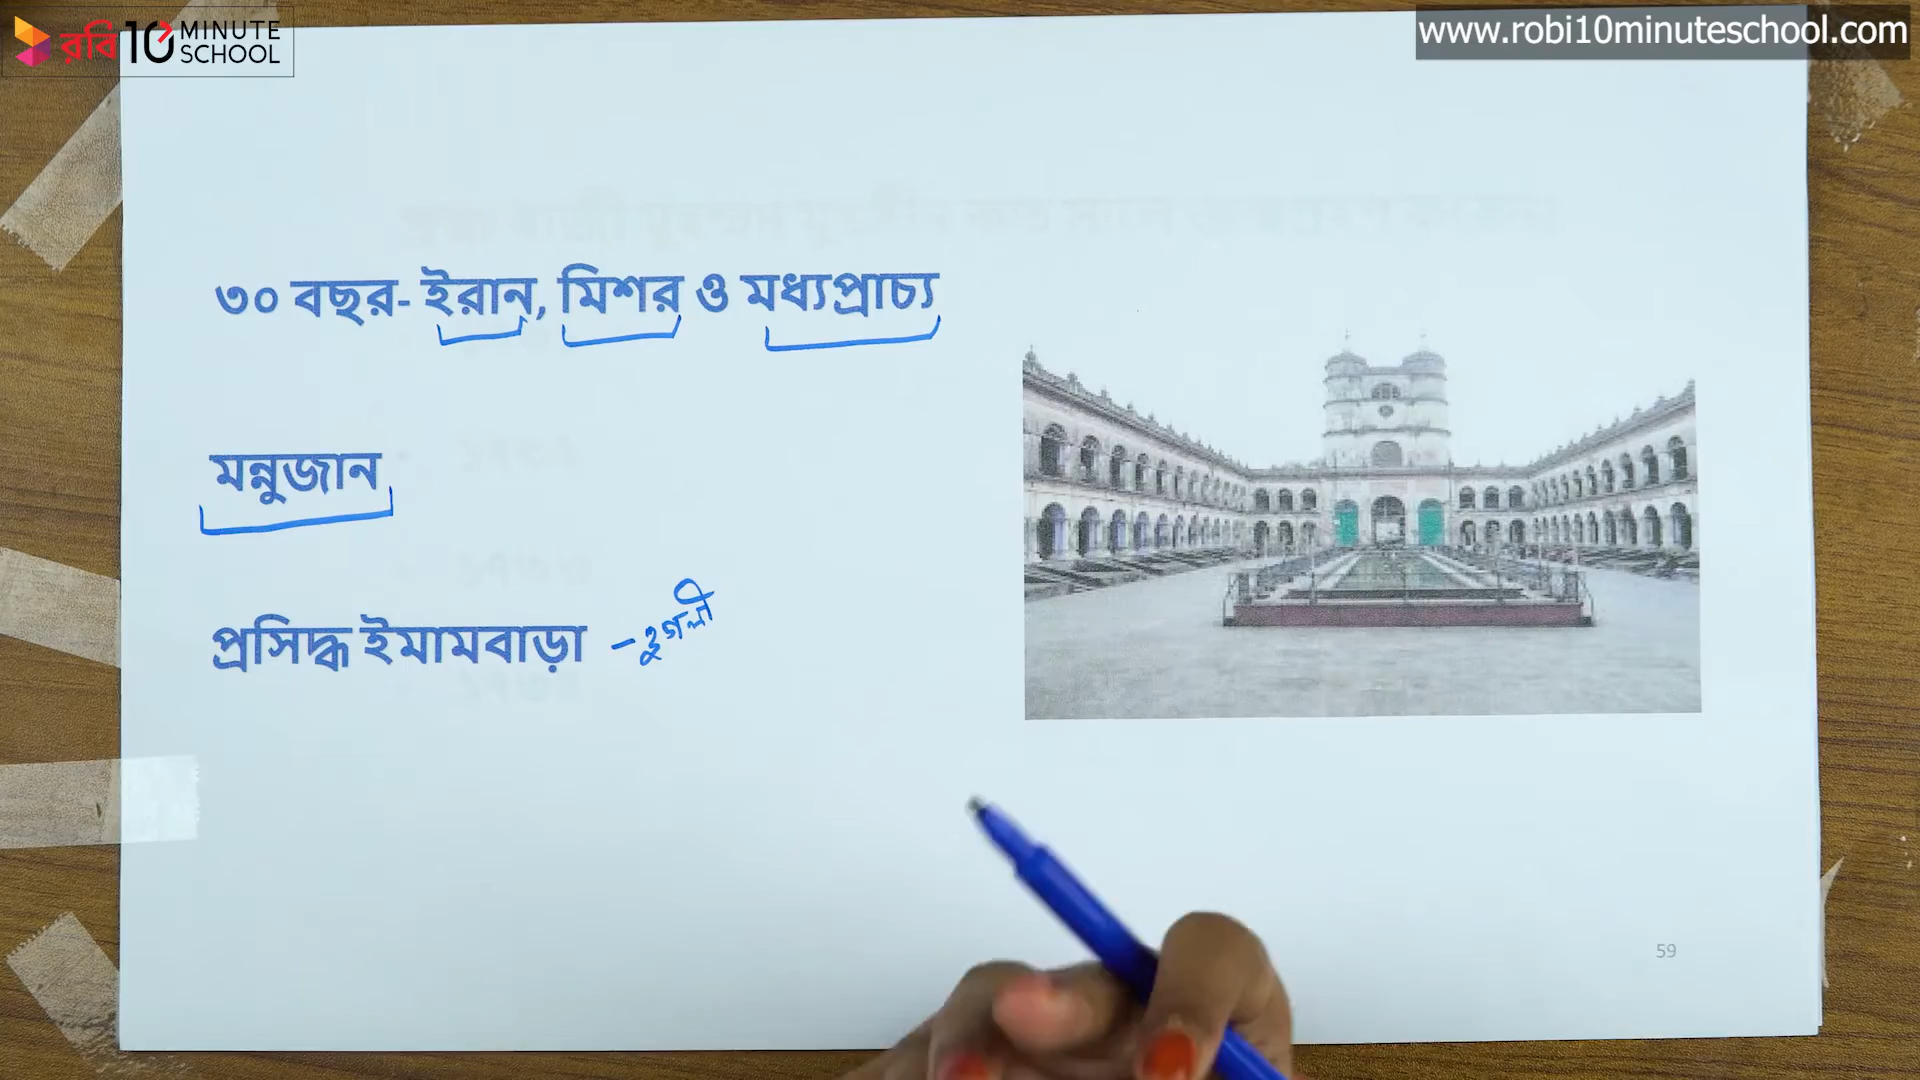 রবি 10 MINUTE SCHOOL
www.robi10minuteschool.com
৩০ বছর- ইরান, মিশর ও মধ্যপ্রাচ্য
মন্নুজান
প্রসিদ্ধ ইমামবাড়া - হুগলী
59